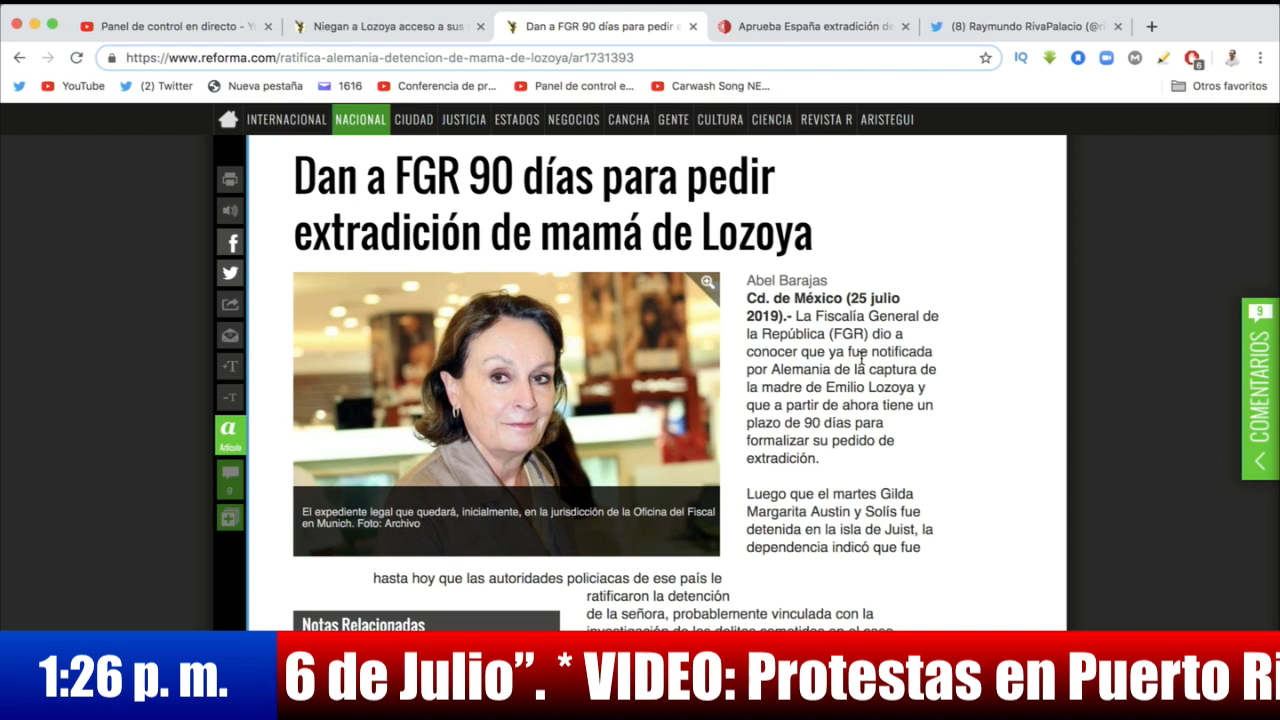 Panel de control en directo - Y
Niegan a Lozoya acceso a sus
Dan a FGR 90 días para pedir e
Aprueba España extradición de
(8) Raymundo RivaPalacio (@r
https://www.reforma.com/ratifica-alemania-detencion-de-mama-de-lozoya/ar1731393
IQ
M
6
YouTube
(2) Twitter
Nueva pestaña
1616
Conferencia de pr...
Panel de control e...
Carwash Song NE...
Otros favoritos
INTERNACIONAL NACIONAL CIUDAD JUSTICIA ESTADOS NEGOCIOS CANCHA GENTE CULTURA CIENCIA REVISTA R ARISTEGUI
Dan a FGR 90 días para pedir
extradición de mamá de Lozoya
+T
-T
a
Artículo
9
El expediente legal que quedará, inicialmente, en la jurisdicción de la Oficina del Fiscal
en Munich. Foto: Archivo
Abel Barajas
Cd. de México (25 julio
2019).- La Fiscalía General de
la República (FGR) dio a
conocer que ya fue notificada
por Alemania de la captura de
la madre de Emilio Lozoya y
que a partir de ahora tiene un
plazo de 90 días para
formalizar su pedido de
extradición.
Luego que el martes Gilda
Margarita Austin y Solís fue
detenida en la isla de Juist, la
dependencia indicó que fue
hasta hoy que las autoridades policiacas de ese país le
ratificaron la detención
de la señora, probablemente vinculada con la
Notas Relacionadas
9
COMENTARIOS
1:26 p. m.
6 de Julio”. * VIDEO: Protestas en Puerto Ri